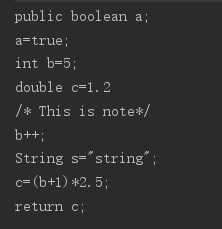 public boolean a;
a=true;
int b=5;
double c=1.2
/* This is note*/
b++;
String s="string";
c=(b+1)*2.5;
return c;